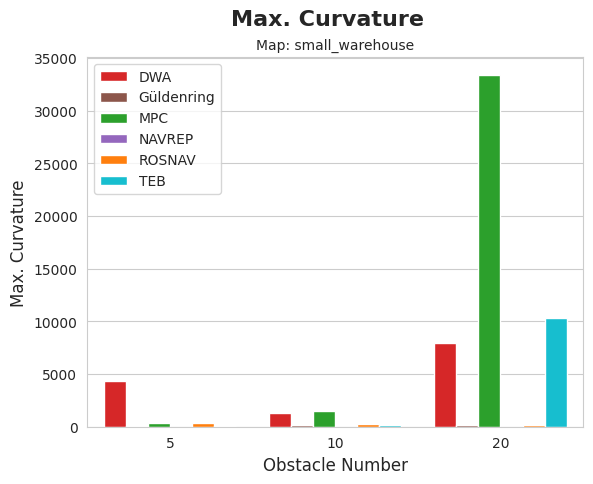 Max. Curvature
Map: small_warehouse
35000
30000
25000
20000
15000
10000
5000
0
Max. Curvature
DWA
Güldenring
MPC
NAVREP
ROSNAV
TEB
5
10
20
Obstacle Number